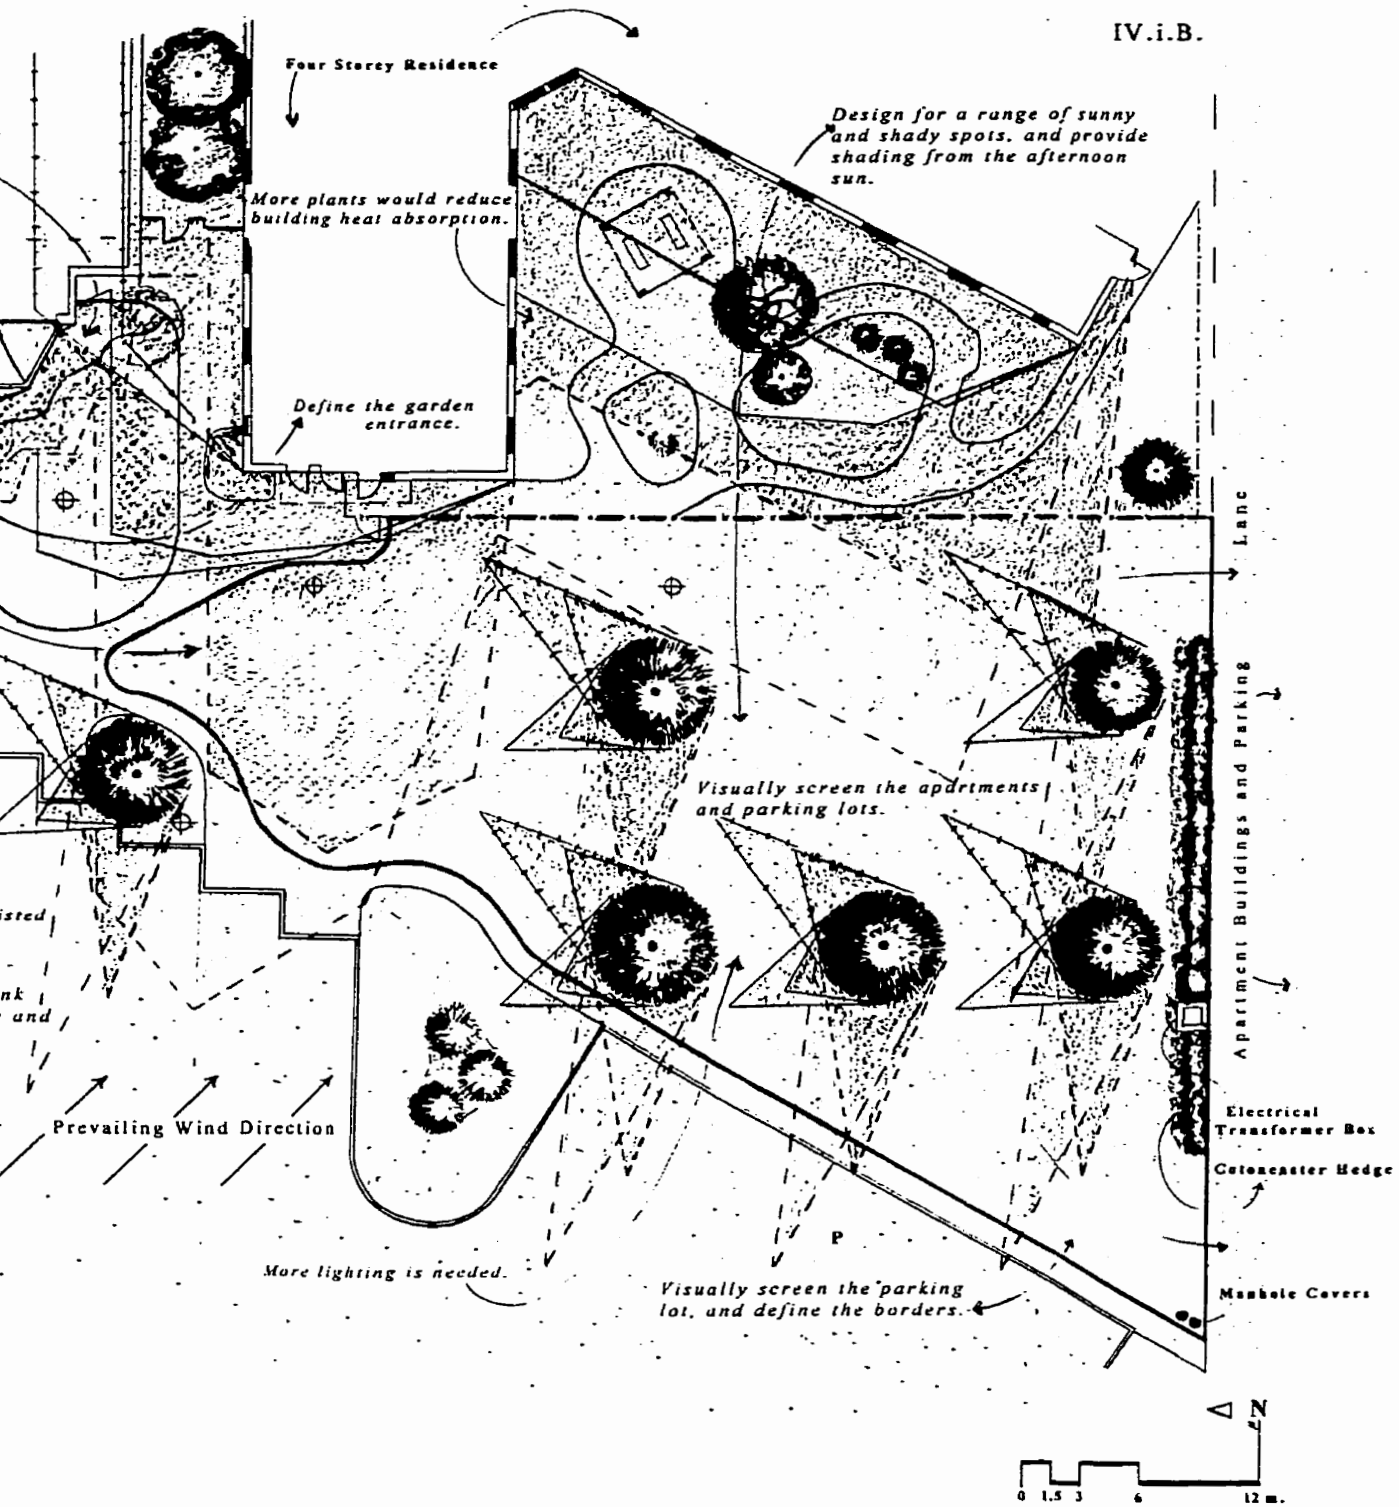 IV.i.B.
Four Storey Residence
Design for a range of sunny
and shady spots, and provide
shading from the afternoon
sun.
More plants would reduce
building heat absorption.
Define the garden
entrance.
Lane
Visually screen the apartments
and parking lots.
Apartment Buildings and Parking
isted
nk
and
Prevailing Wind Direction
Electrical
Transformer Box
Cotoneaster Hedge
P
More lighting is needed.
Visually screen the parking
lot, and define the borders.
Manhole Covers
N
0 1.5 3 6 12 m.